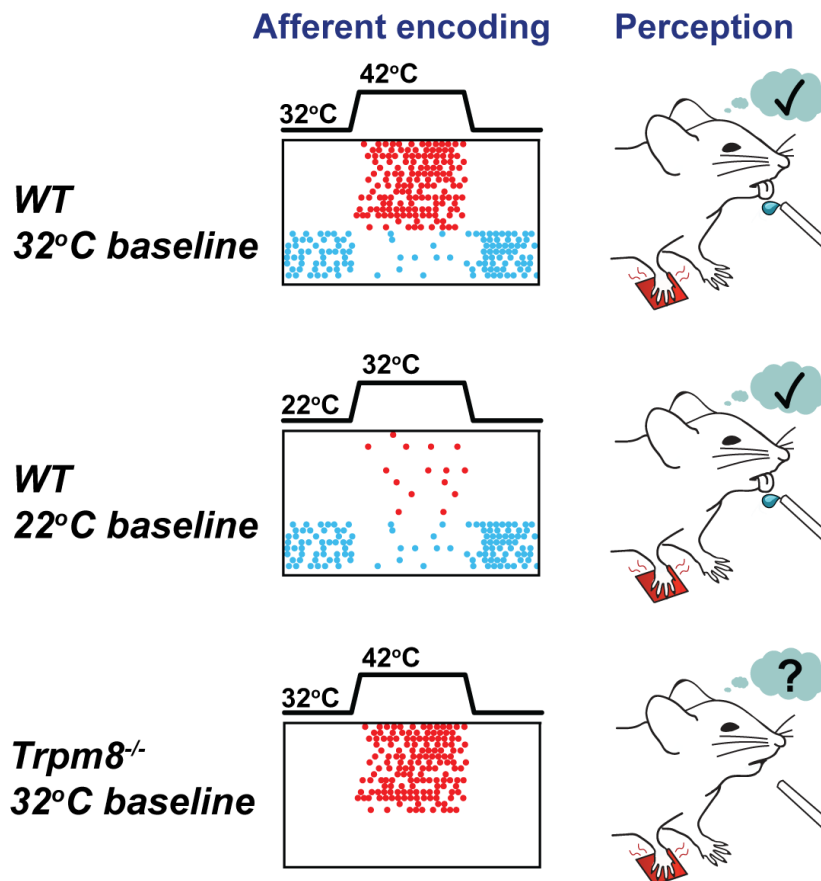 Afferent encoding
Perception
42°C
32°C
WT
32°C baseline
32°C
22°C
WT
22°C baseline
42°C
32°C
?
Trpm8-/-
32°C baseline